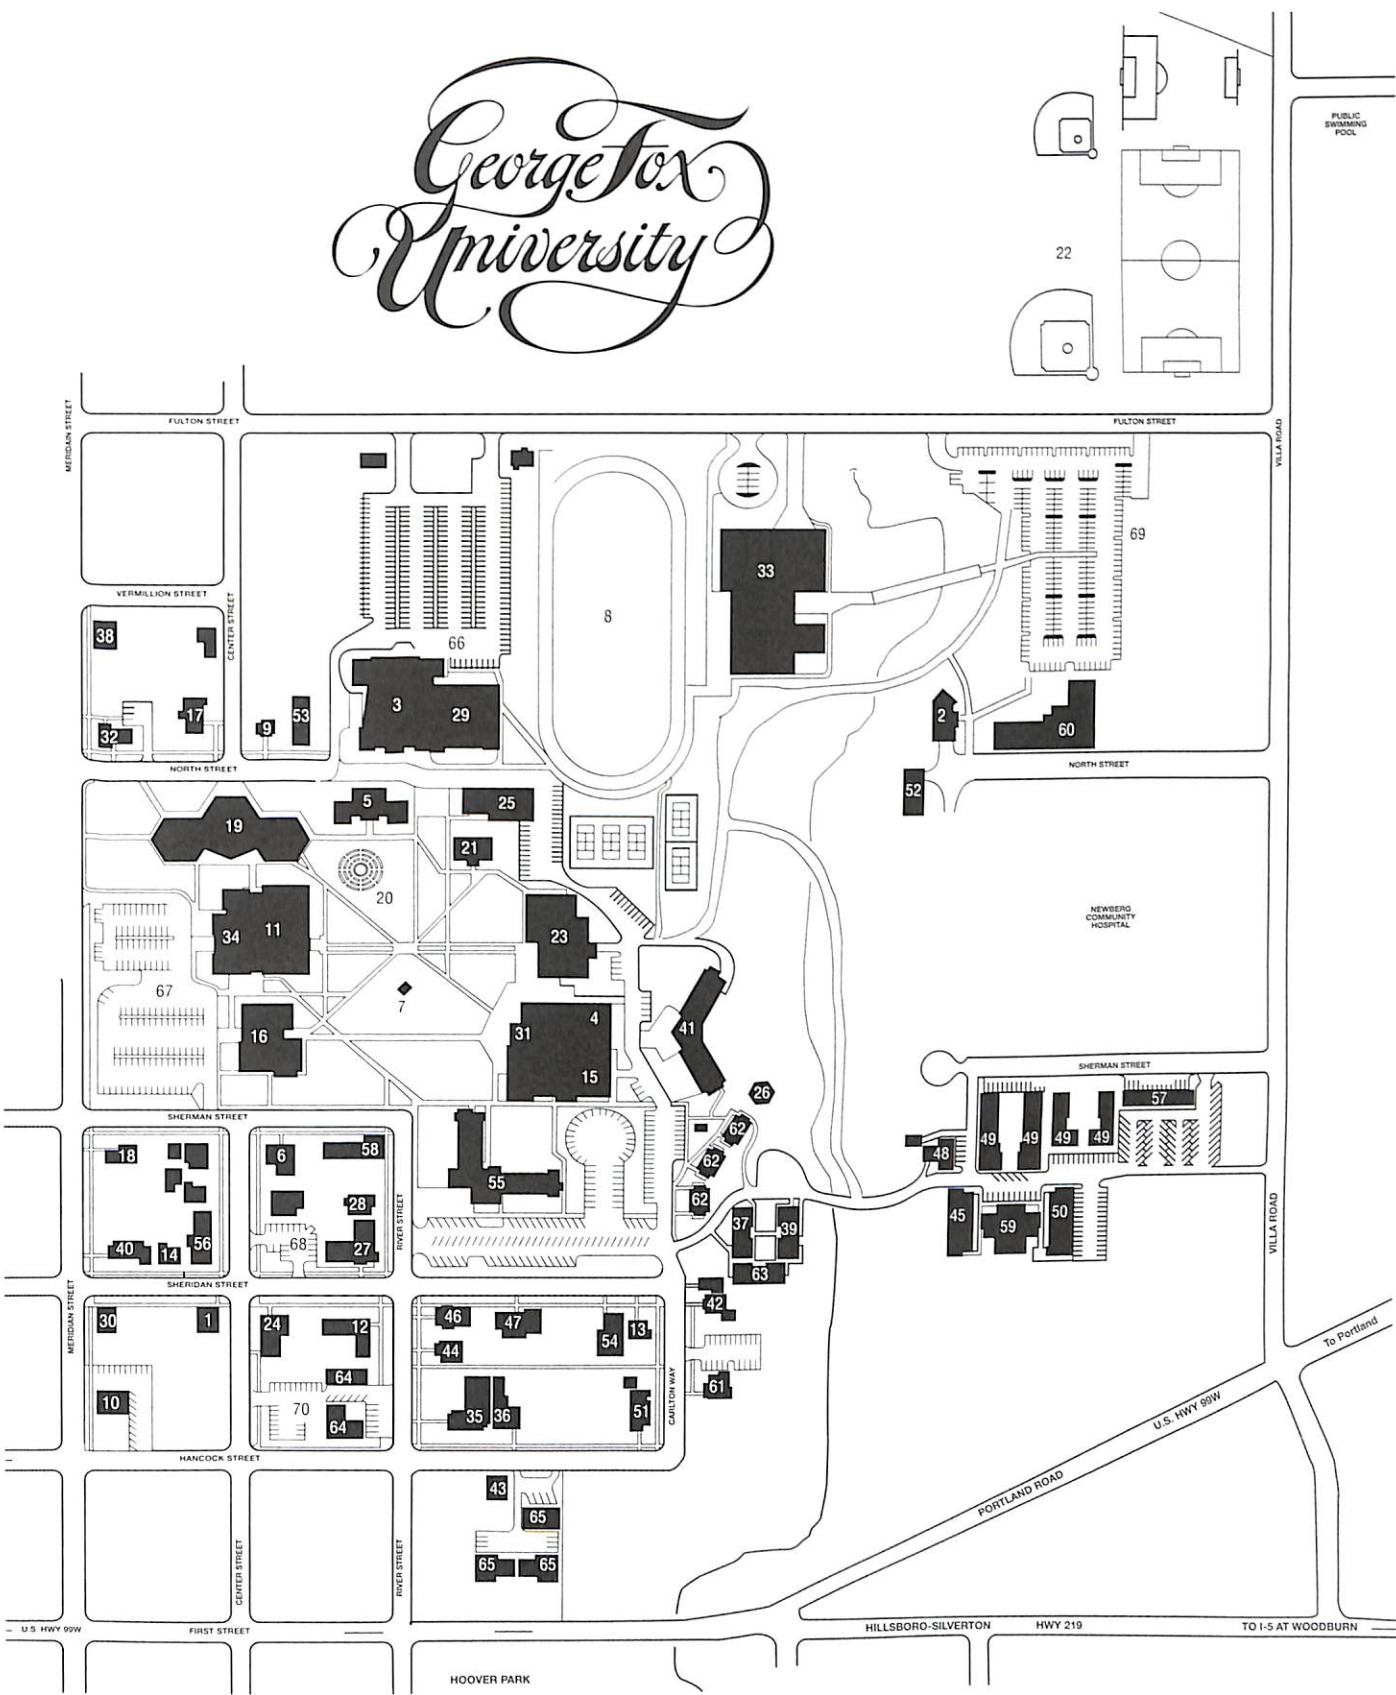 George Fox
University
PUBLIC
SWIMMING
POOL
22
MERIDAIN STREET
FULTON STREET
FULTON STREET
VILLA ROAD
69
33
8
VERMILLION STREET
CENTER STREET
38
66
17
53
9
32
3
29
2
60
NORTH STREET
NORTH STREET
52
5
25
19
21
20
NEWBERG
COMMUNITY
HOSPITAL
34
11
23
67
7
4
31
16
41
15
SHERMAN STREET
26
57
SHERMAN STREET
62
49
49
49
49
18
6
58
62
48
55
62
28
RIVER STREET
37
39
45
59
50
VILLA ROAD
40
14
56
68
27
63
SHERIDAN STREET
MERIDIAN STREET
30
1
24
12
46
47
54
13
42
44
To Portland
64
CARLTON WAY
61
10
70
64
35
36
51
U.S. HWY 99W
HANCOCK STREET
PORTLAND ROAD
43
65
CENTER STREET
RIVER STREET
65
65
U.S. HWY 99W
FIRST STREET
HILLSBORO-SILVERTON
HWY 219
TO I-5 AT WOODBURN
HOOVER PARK